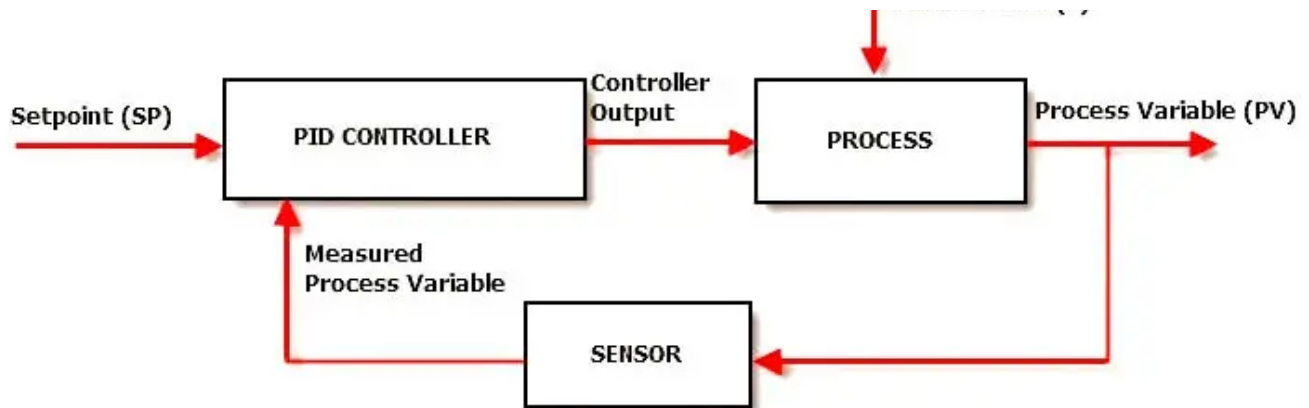 Setpoint (SP)
PID CONTROLLER
Controller
Output
PROCESS
Process Variable (PV)
Measured
Process Variable
SENSOR